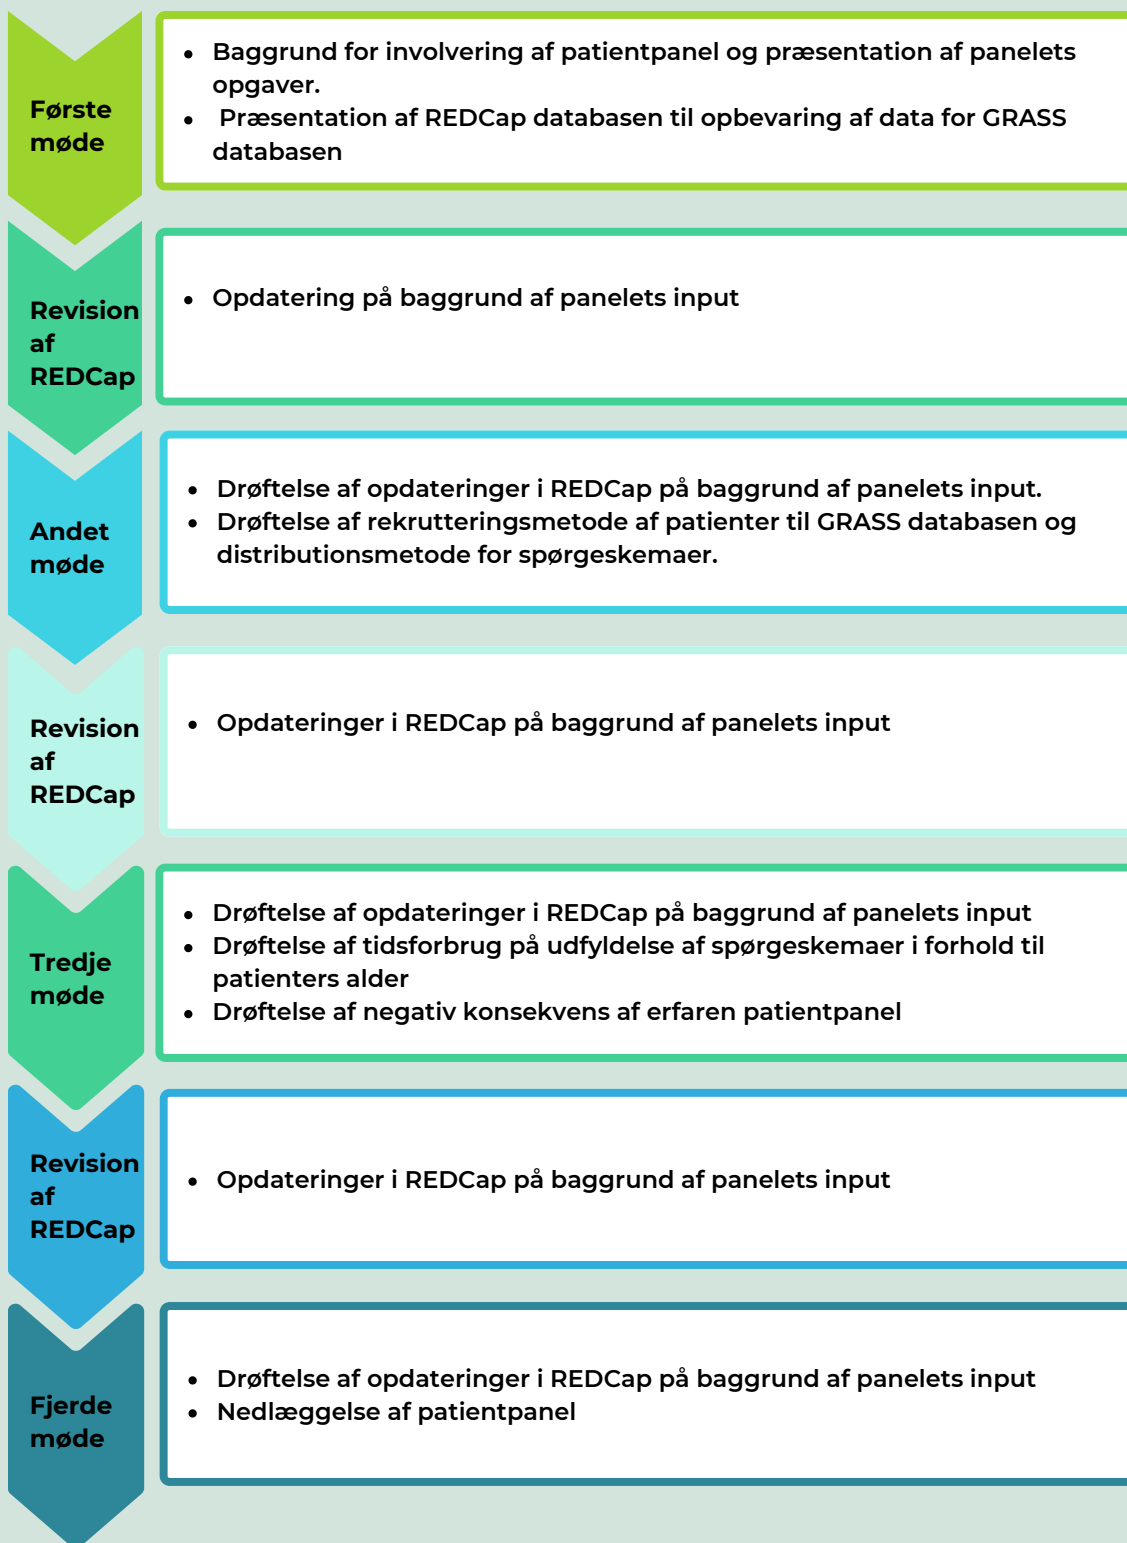 Første
møde
• Baggrund for involvering af patientpanel og præsentation af panelets
opgaver.
• Præsentation af REDCap databasen til opbevaring af data for GRASS
databasen
Revision
af
REDCap
• Opdatering på baggrund af panelets input
Andet
møde
• Drøftelse af opdateringer i REDCap på baggrund af panelets input.
• Drøftelse af rekrutteringsmetode af patienter til GRASS databasen og
distributionsmetode for spørgeskemaer.
Revision
af
REDCap
• Opdateringer i REDCap på baggrund af panelets input
Tredje
møde
• Drøftelse af opdateringer i REDCap på baggrund af panelets input
• Drøftelse af tidsforbrug på udfyldelse af spørgeskemaer i forhold til
patienters alder
• Drøftelse af negativ konsekvens af erfaren patientpanel
Revision
af
REDCap
• Opdateringer i REDCap på baggrund af panelets input
Fjerde
møde
• Drøftelse af opdateringer i REDCap på baggrund af panelets input
• Nedlæggelse af patientpanel